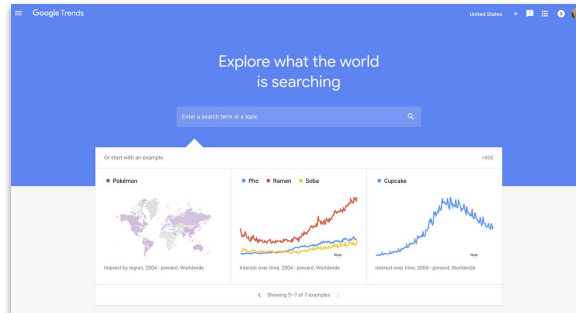 Google Trends
United States
Explore what the world
is searching
Enter a search term or a topic
Or start with an example
HIDE
Pokémon
Pho Ramen Soba
Cupcake
Note
Note
Interest by region, 2004 - present, Worldwide
Interest over time, 2004 - present, Worldwide
Interest over time, 2004 - present, Worldwide
Showing 5–7 of 7 examples